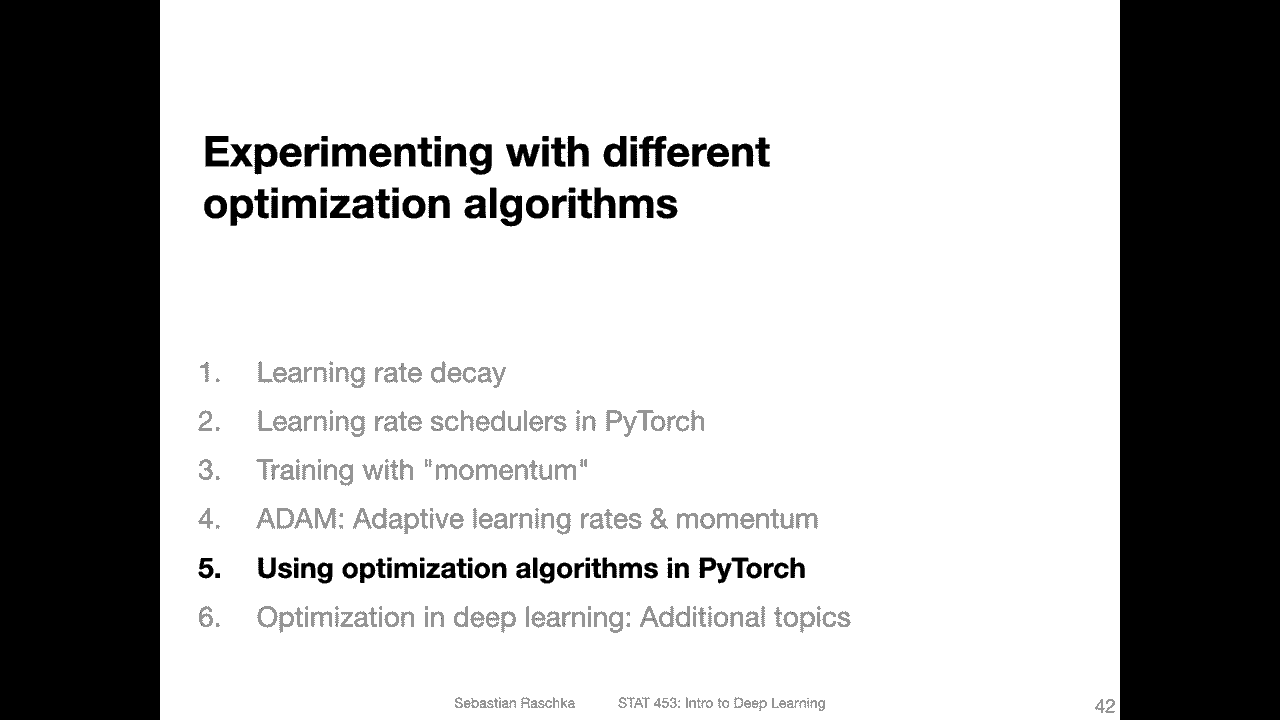 Experimenting with different
optimization algorithms
1. Learning rate decay
2. Learning rate schedulers in PyTorch
3. Training with "momentum"
4. ADAM: Adaptive learning rates & momentum
5. Using optimization algorithms in PyTorch
6. Optimization in deep learning: Additional topics
Sebastian Raschka STAT 453: Intro to Deep Learning 42